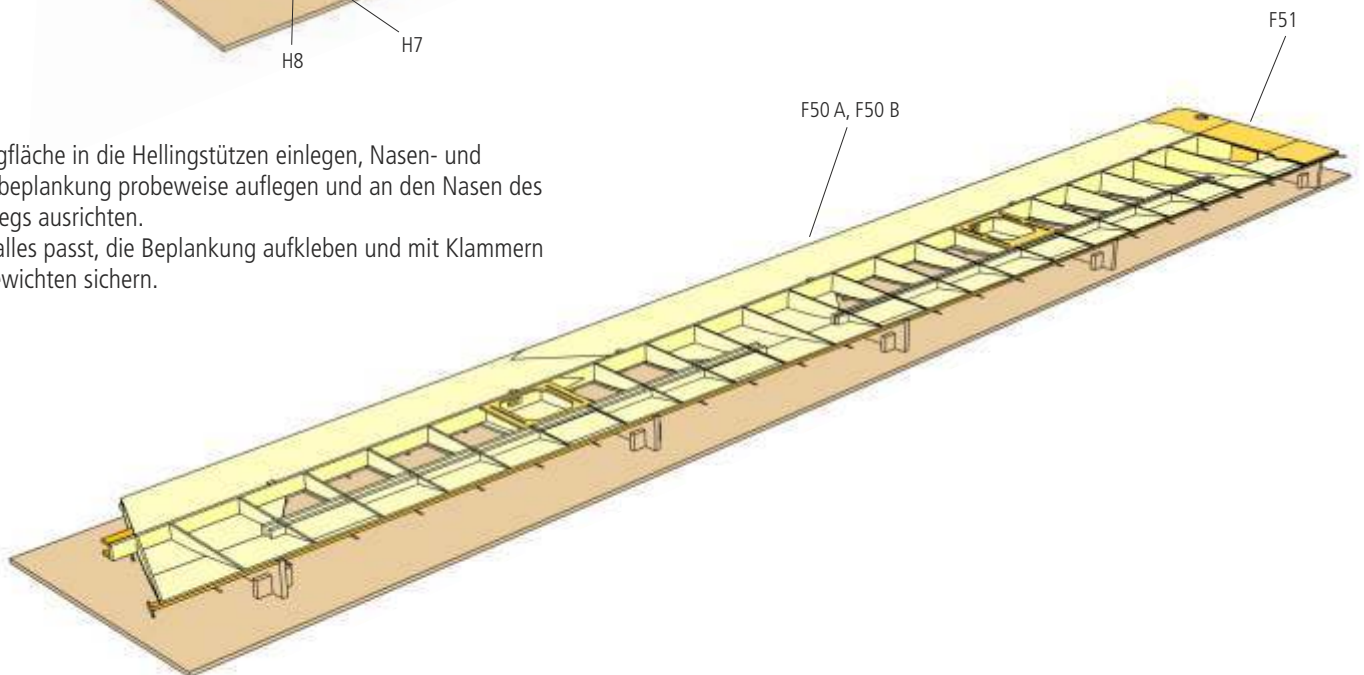 H8
H7
F51
F50 A, F50 B
gfläche in die Hellingstützen einlegen, Nasen- und
beplankung probeweise auflegen und an den Nasen des
egs ausrichten.
alles passt, die Beplankung aufkleben und mit Klammern
ewichten sichern.